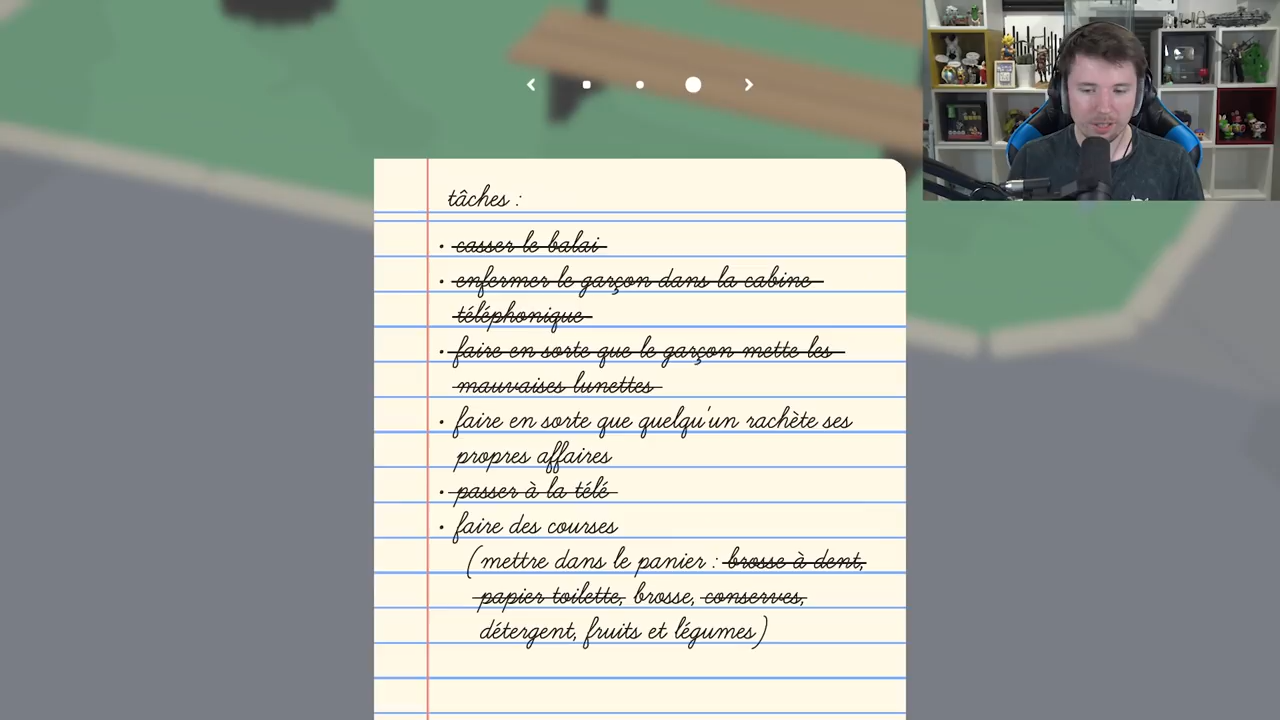 tâches :
• casser le balai
• enfermer le garçon dans la cabine
téléphonique
• faire en sorte que le garçon mette les
mauvaises lunettes
• faire en sorte que quelqu'un rachète ses
propres affaires
• passer à la télé
• faire des courses
(mettre dans le panier : brosse à dent,
papier toilette, brosse, conserves,
détergent, fruits et légumes)